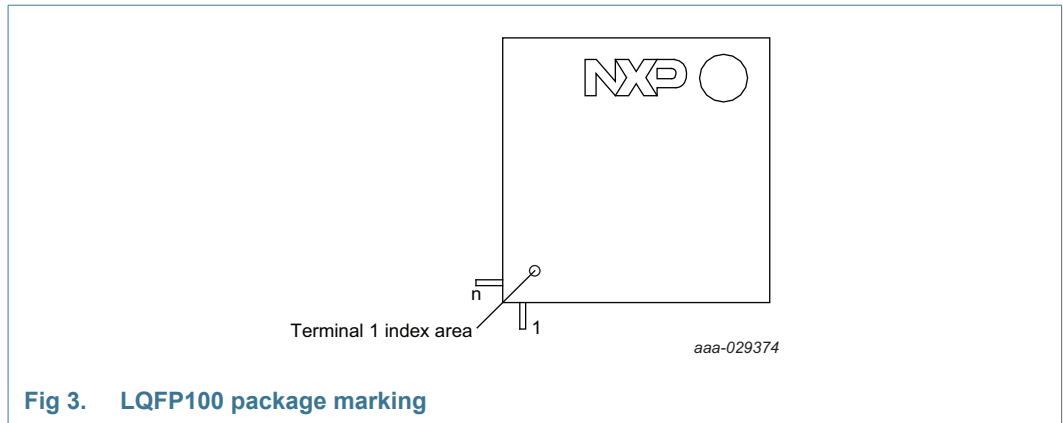 NXP
n
Terminal 1 index area
1
aaa-029374
Fig 3. LQFP100 package marking